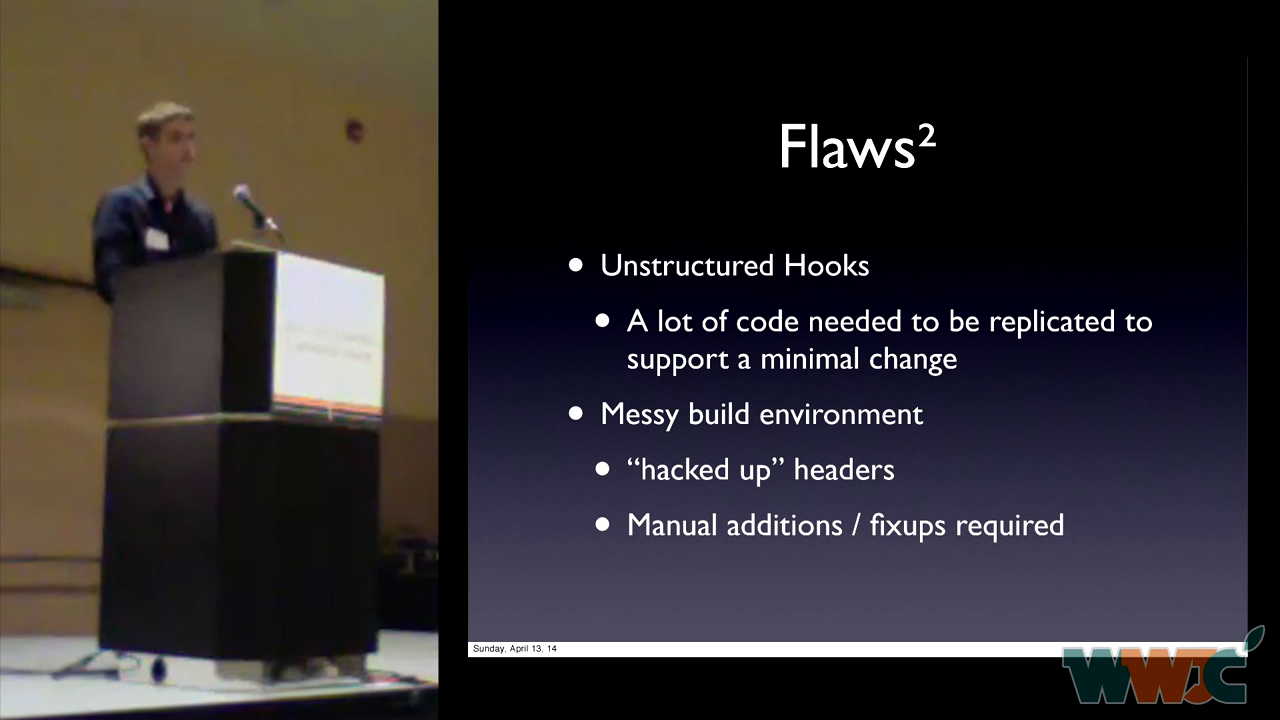 Flaws²
• Unstructured Hooks
• A lot of code needed to be replicated to
support a minimal change
• Messy build environment
• “hacked up” headers
• Manual additions / fixups required
Sunday, April 13, 14
WWJC